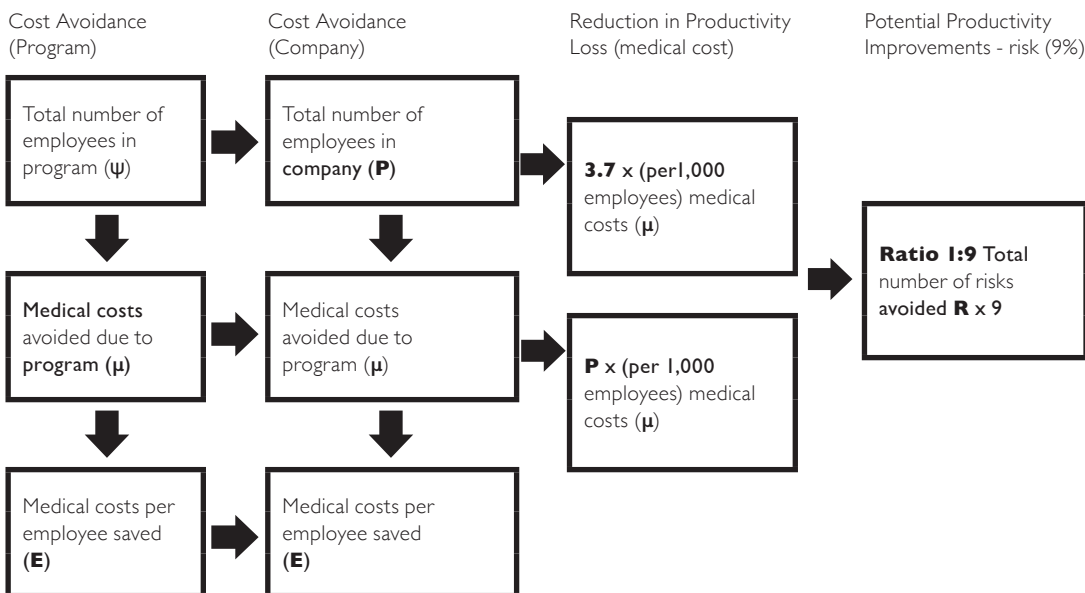 Cost Avoidance
(Program)
Cost Avoidance
(Company)
Reduction in Productivity
Loss (medical cost)
Potential Productivity
Improvements - risk (9%)
Total number of
employees in
program (ψ)
Total number of
employees in
company (P)
3.7 x (per1,000
employees) medical
costs (μ)
Ratio 1:9 Total
number of risks
avoided R x 9
Medical costs
avoided due to
program (μ)
Medical costs
avoided due to
program (μ)
P x (per 1,000
employees) medical
costs (μ)
Medical costs per
employee saved
(E)
Medical costs per
employee saved
(E)